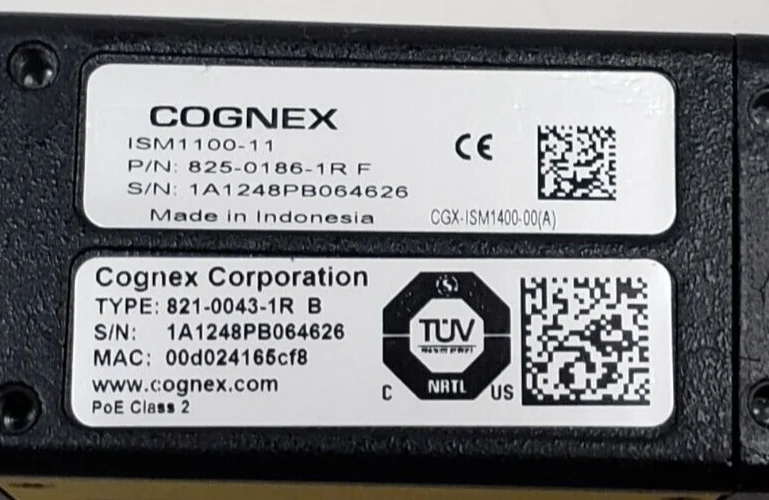 COGNEX
ISM1100-11
P/N: 825-0186-1R F
S/N: 1A1248PB064626
Made in Indonesia
CE
CGX-ISM1400-00(A)
Cognex Corporation
TYPE: 821-0043-1R B
S/N: 1A1248PB064626
MAC: 00d024165cf8
www.cognex.com
PoE Class 2
TÜV
C NRTL US